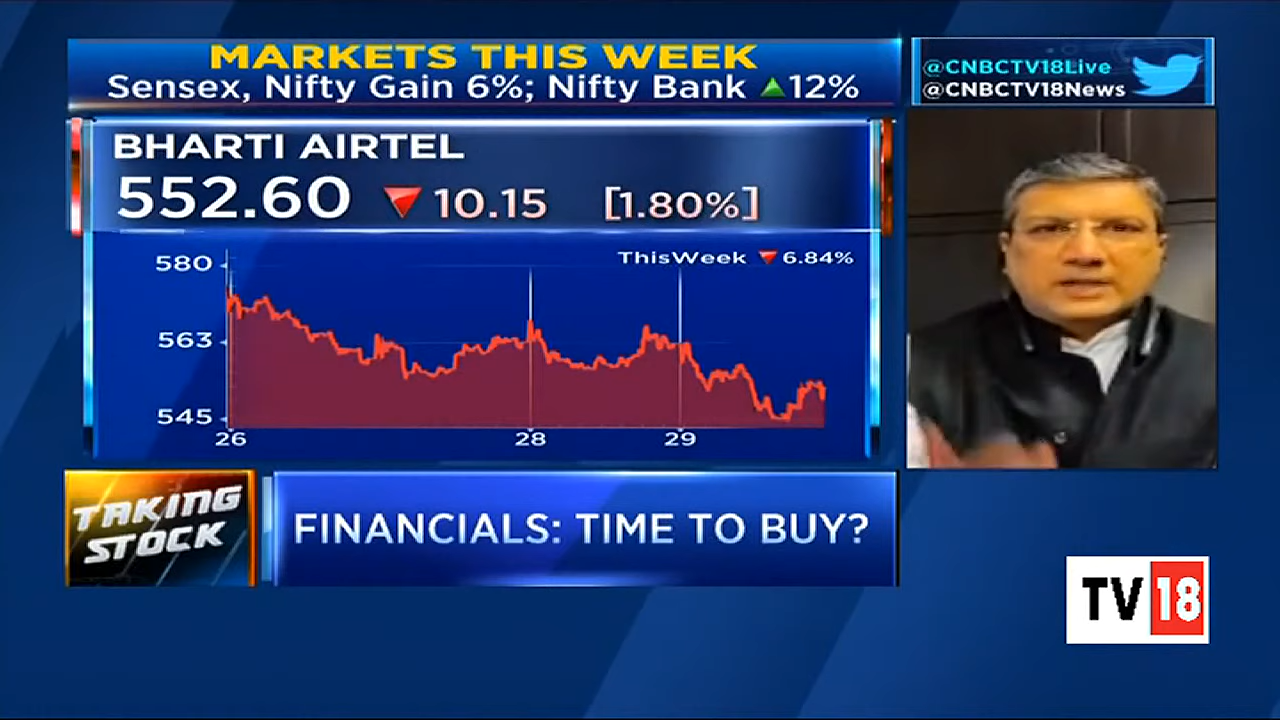 MARKETS THIS WEEK
Sensex, Nifty Gain 6%; Nifty Bank ▲12%
@CNBCTV18Live
@CNBCTV18News
BHARTI AIRTEL
552.60 ▼ 10.15 [1.80%]
ThisWeek ▼ 6.84%
580
563
545
26 28 29
TAKING
STOCK
FINANCIALS: TIME TO BUY?
TV18